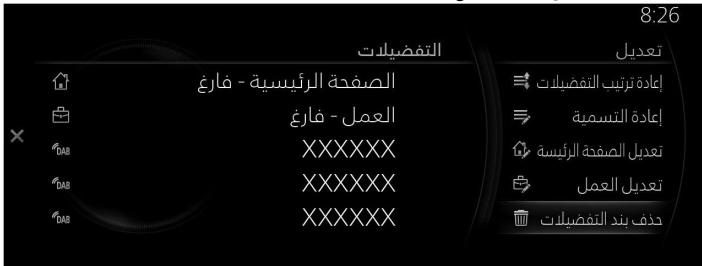 8:26
تعديل
إعادة ترتيب التفضيلات
إعادة التسمية
تعديل الصفحة الرئيسة
تعديل العمل
حذف بند التفضيلات
التفضيلات
الصفحة الرئيسية - فارغ
العمل - فارغ
XXXXXX
DAB
XXXXXX
DAB
XXXXXX
DAB